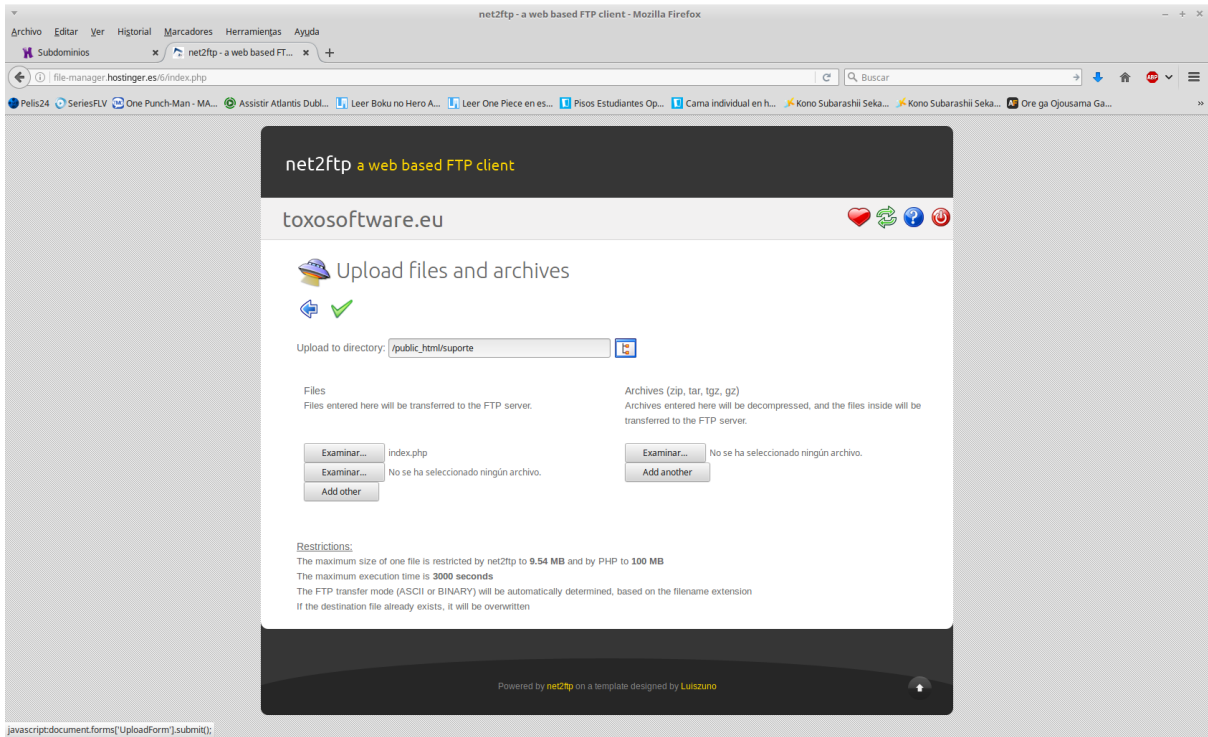 net2ftp - a web based FTP client - Mozilla Firefox
Archivo Editar Ver Historial Marcadores Herramientas Ayuda
Subdominios net2ftp - a web based FT...
file-manager.hostinger.es/6/index.php Buscar ABP
Pelis24 SeriesFLV One Punch-Man - MA... Assistir Atlantis Dubl... Leer Boku no Hero A... Leer One Piece en es... Pisos Estudiantes Op... Cama individual en h... Kono Subarashii Seka... Kono Subarashii Seka... Ore ga Ojousama Ga... »
net2ftp a web based FTP client
toxosoftware.eu
Upload files and archives
Upload to directory: /public_html/suporte
Files
Files entered here will be transferred to the FTP server.
Examinar... index.php
Examinar... No se ha seleccionado ningún archivo.
Add other
Archives (zip, tar, tgz, gz)
Archives entered here will be decompressed, and the files inside will be
transferred to the FTP server.
Examinar... No se ha seleccionado ningún archivo.
Add another
Restrictions:
The maximum size of one file is restricted by net2ftp to 9.54 MB and by PHP to 100 MB
The maximum execution time is 3000 seconds
The FTP transfer mode (ASCII or BINARY) will be automatically determined, based on the filename extension
If the destination file already exists, it will be overwritten
Powered by net2ftp on a template designed by Luiszuno
javascript:document.forms['UploadForm'].submit();